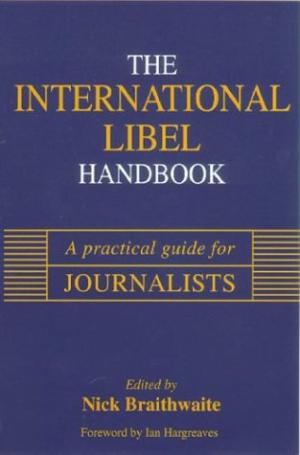 THE
INTERNATIONAL
LIBEL
HANDBOOK
A practical guide for
JOURNALISTS
Edited by
Nick Braithwaite
Foreword by Ian Hargreaves